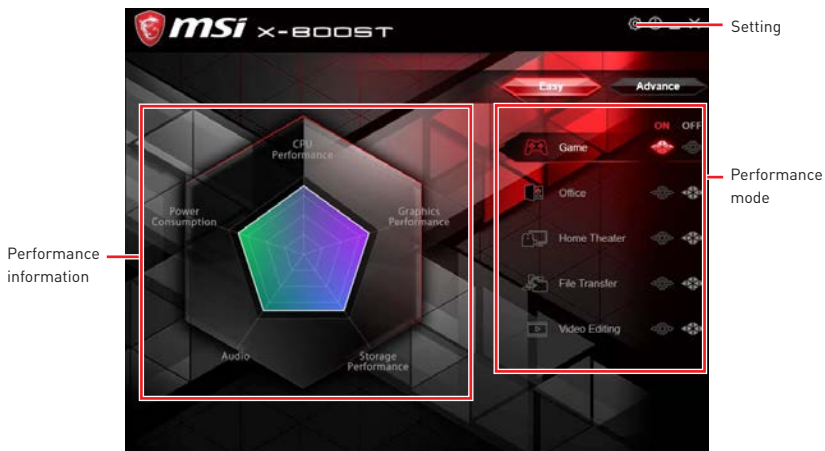 msi X-BOOST
Setting
Easy
Advance
ON OFF
Game
Office
Home Theater
File Transfer
Video Editing
Performance
mode
CPU
Performance
Power
Consumption
Graphics
Performance
Audio
Storage
Performance
Performance
information